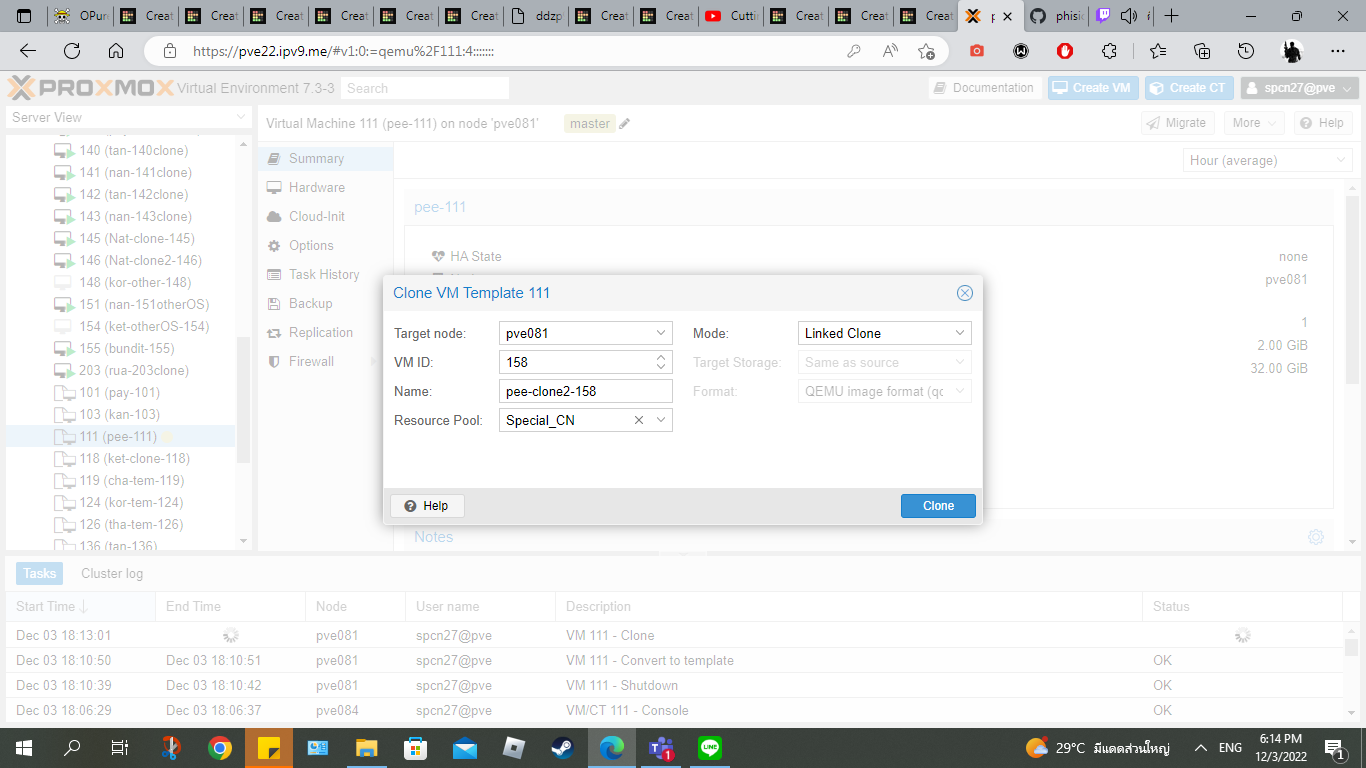 OPur
Creat
Creat
Creat
Creat
Creat
Creat
ddzp
Creat
Creat
Cutti
Creat
Creat
Creat
p
phisi
https://pve22.ipv9.me/#v1:0:=qemu%2F111:4:::::::
PROXMOX Virtual Environment 7.3-3 Search Documentation Create VM Create CT spcn27@pve
Server View
Virtual Machine 111 (pee-111) on node 'pve081' master Migrate More Help
140 (tan-140clone)
141 (nan-141clone)
142 (tan-142clone)
143 (nan-143clone)
145 (Nat-clone-145)
146 (Nat-clone2-146)
148 (kor-other-148)
151 (nan-151otherOS)
154 (ket-otherOS-154)
155 (bundit-155)
203 (rua-203clone)
101 (pay-101)
103 (kan-103)
111 (pee-111)
118 (ket-clone-118)
119 (cha-tem-119)
124 (kor-tem-124)
126 (tha-tem-126)
136 (tan-136)
Summary
Hardware
Cloud-Init
Options
Task History
Backup
Replication
Firewall
Hour (average)
pee-111
HA State none
pve081
1
2.00 GiB
32.00 GiB
Notes
Clone VM Template 111
Target node: pve081 Mode: Linked Clone
VM ID: 158 Target Storage: Same as source
Name: pee-clone2-158 Format: QEMU image format (qc
Resource Pool: Special_CN
Help Clone
Tasks Cluster log
Start Time End Time Node User name Description Status
Dec 03 18:13:01 pve081 spcn27@pve VM 111 - Clone
Dec 03 18:10:50 Dec 03 18:10:51 pve081 spcn27@pve VM 111 - Convert to template OK
Dec 03 18:10:39 Dec 03 18:10:42 pve081 spcn27@pve VM 111 - Shutdown OK
Dec 03 18:06:29 Dec 03 18:06:37 pve084 spcn27@pve VM/CT 111 - Console OK
29°C มีแดดส่วนใหญ่ ENG 6:14 PM
12/3/2022